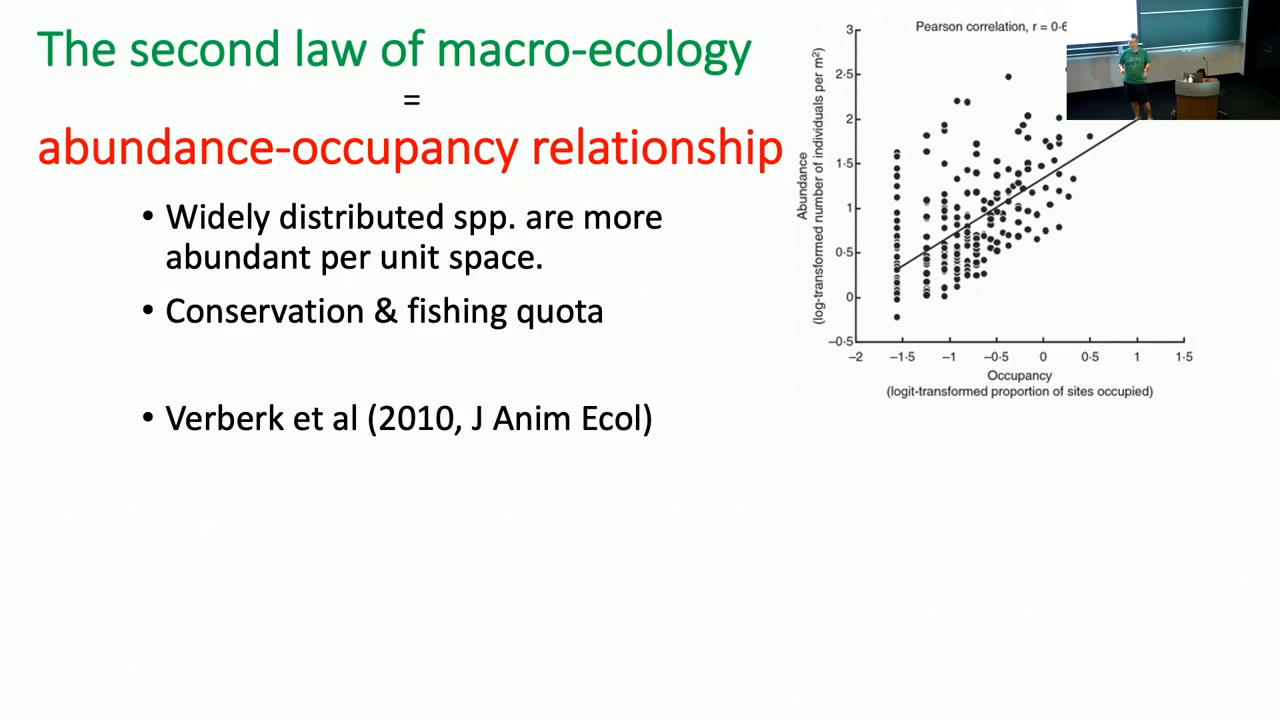 The second law of macro-ecology
=
abundance-occupancy relationship
• Widely distributed spp. are more
abundant per unit space.
• Conservation & fishing quota
• Verberk et al (2010, J Anim Ecol)
Pearson correlation, r = 0·6
3
2·5
2
1·5
1
0·5
0
−0·5
Abundance
(log-transformed number of individuals per m²)
−2 −1·5 −1 −0·5 0 0·5 1 1·5
Occupancy
(logit-transformed proportion of sites occupied)